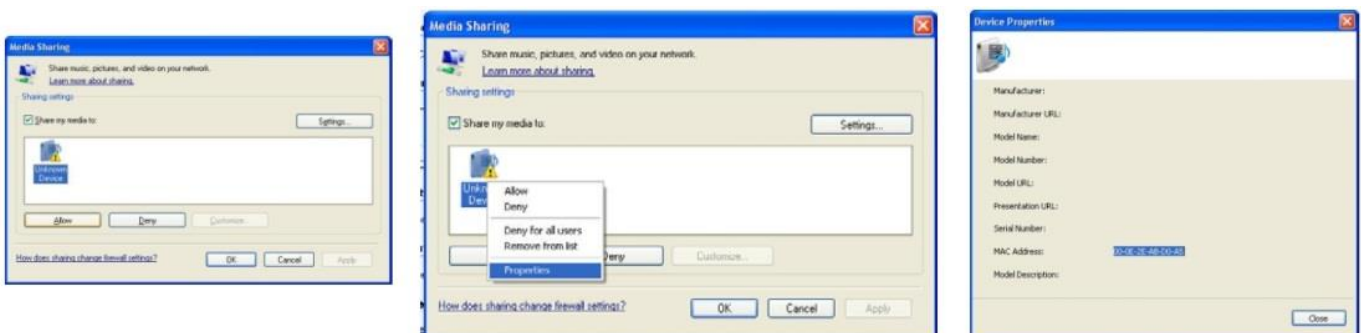 Media Sharing
Share music, pictures, and video on your network.
Learn more about sharing.
Sharing settings
Share my media to:
Settings...
Unknown
Device
Allow
Deny
Customize...
How does sharing change firewall settings?
OK
Cancel
Apply
Media Sharing
Share music, pictures, and video on your network.
Learn more about sharing.
Sharing settings
Share my media to:
Settings...
Unkn
Dev
Allow
Deny
Deny for all users
Remove from list
Properties
Deny
Customize...
How does sharing change firewall settings?
OK
Cancel
Apply
Device Properties
Manufacturer:
Manufacturer URL:
Model Name:
Model Number:
Model URL:
Presentation URL:
Serial Number:
MAC Address:
Model Description:
Close